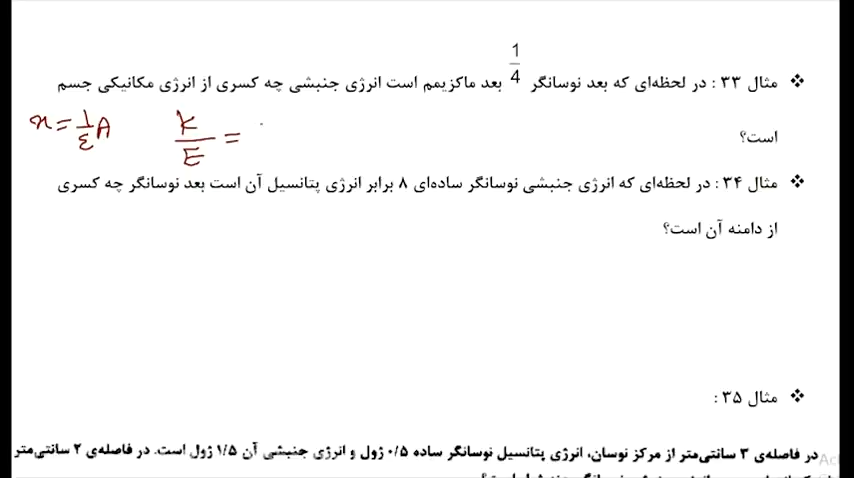 ❖ مثال ۳۳ : در لحظه‌ای که بعد نوسانگر 1/4 بعد ماکزیمم است انرژی جنبشی چه کسری از انرژی مکانیکی جسم
است؟
x = ۱/۴ A    K/E =
❖ مثال ۳۴ : در لحظه‌ای که انرژی جنبشی نوسانگر ساده‌ای ۸ برابر انرژی پتانسیل آن است بعد نوسانگر چه کسری
از دامنه آن است؟
❖ مثال ۳۵ :
در فاصله‌ی ۳ سانتی‌متر از مرکز نوسان، انرژی پتانسیل نوسانگر ساده ۰/۵ ژول و انرژی جنبشی آن ۱/۵ ژول است. در فاصله‌ی ۲ سانتی‌متر